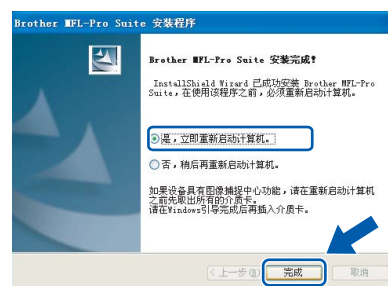 Brother MFL-Pro Suite 安装程序
Brother MFL-Pro Suite 安装完成!
InstallShield Wizard 已成功安装 Brother MFL-Pro
Suite，在使用该程序之前，必须重新启动计算机。
是，立即重新启动计算机。
否，稍后再重新启动计算机。
如果设备具有图像捕捉中心功能，请在重新启动计算机
之前先取出所有的介质卡。
请在Windows引导完成后再插入介质卡。
< 上一步(B)
完成
取消